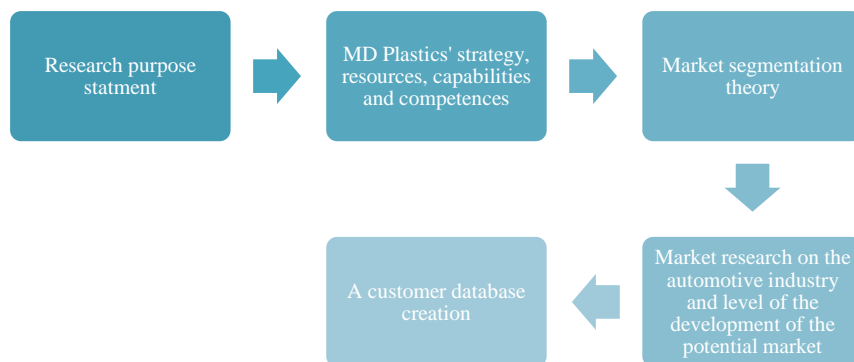 Research purpose
statment
MD Plastics' strategy,
resources, capabilities
and competences
Market segmentation
theory
Market research on the
automotive industry
and level of the
development of the
potential market
A customer database
creation